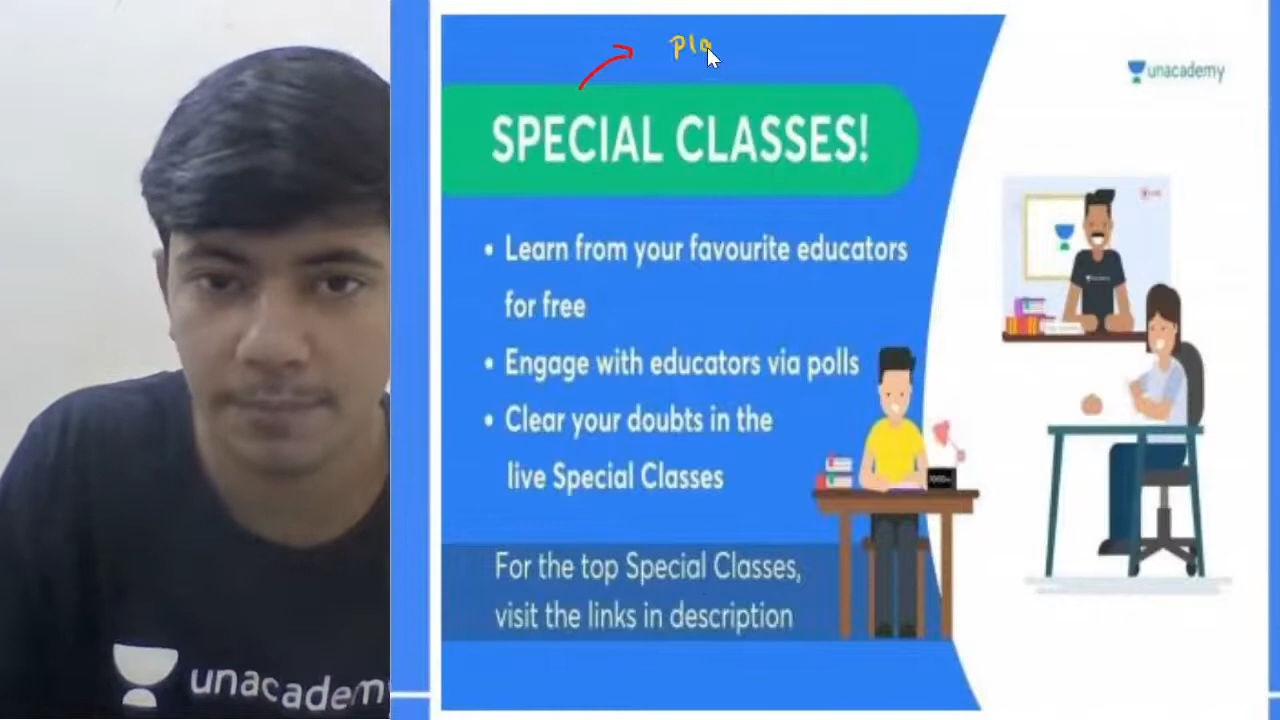 pla
unacademy
SPECIAL CLASSES!
• Learn from your favourite educators
for free
• Engage with educators via polls
• Clear your doubts in the
live Special Classes
For the top Special Classes,
visit the links in description
unacademy